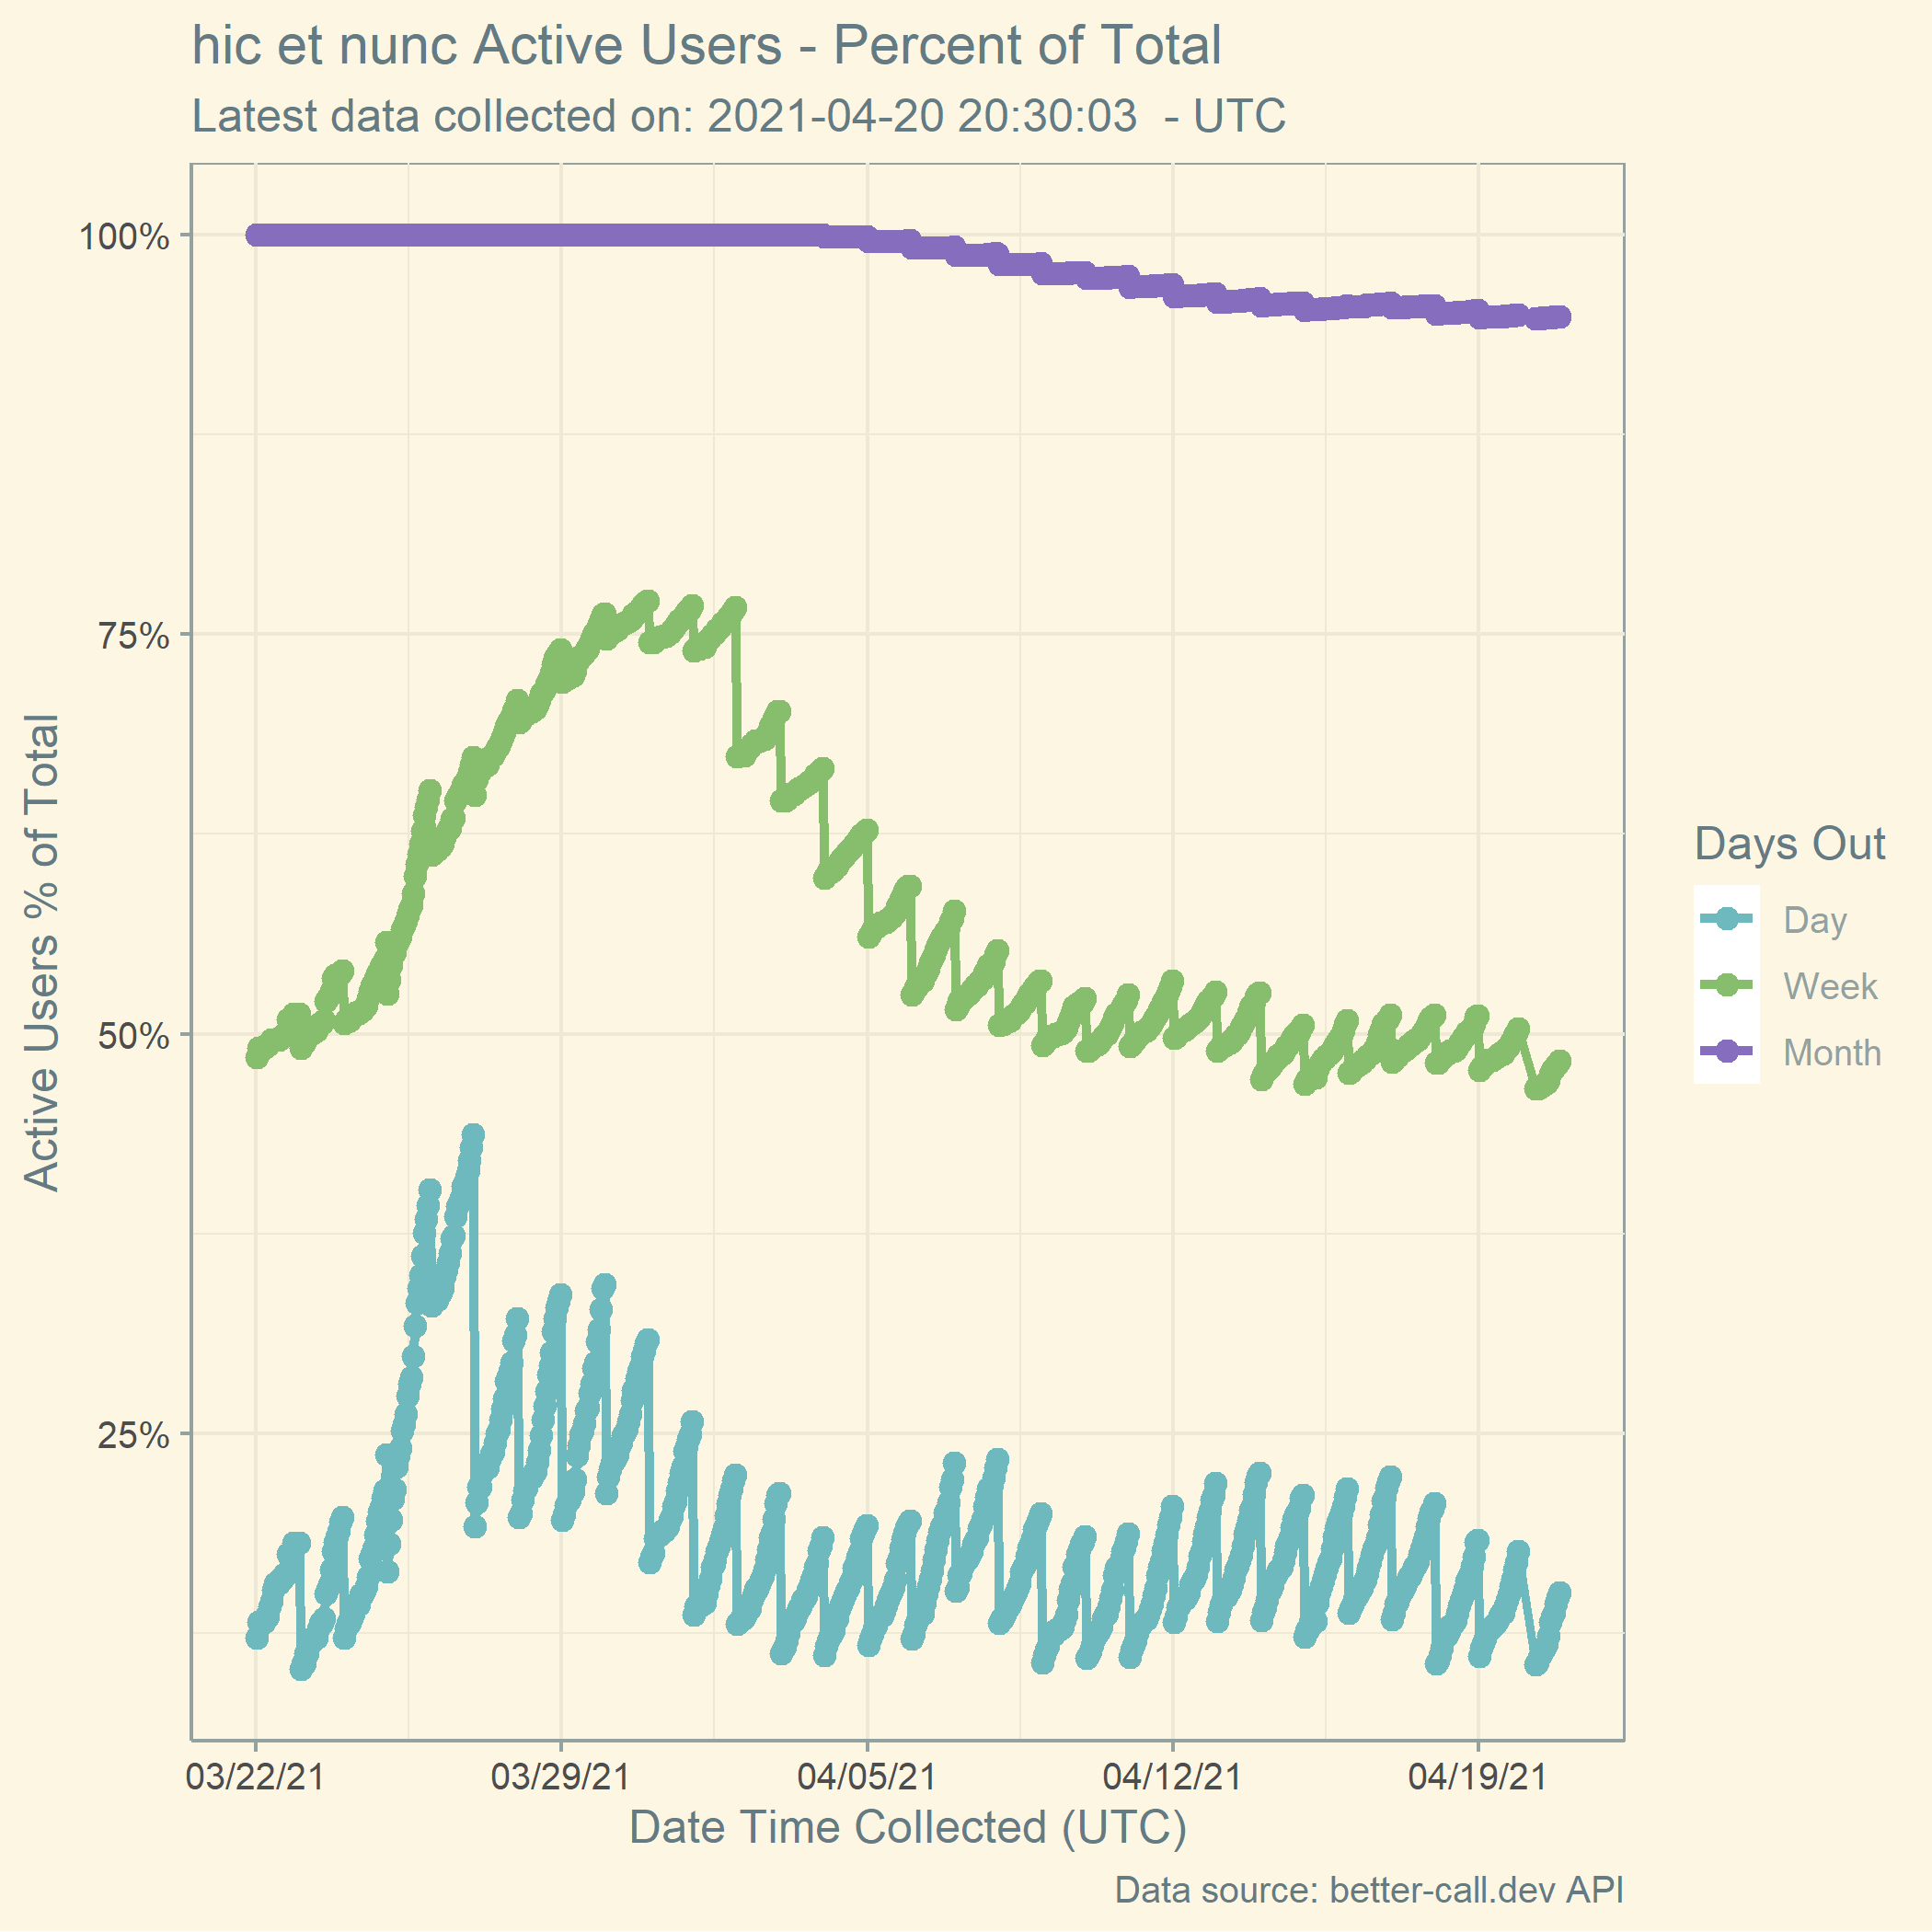 hic et nunc Active Users - Percent of Total
Latest data collected on: 2021-04-20 20:30:03  - UTC
Active Users % of Total
100%
75%
50%
25%
03/22/21
03/29/21
04/05/21
04/12/21
04/19/21
Date Time Collected (UTC)
Days Out
Day
Week
Month
Data source: better-call.dev API